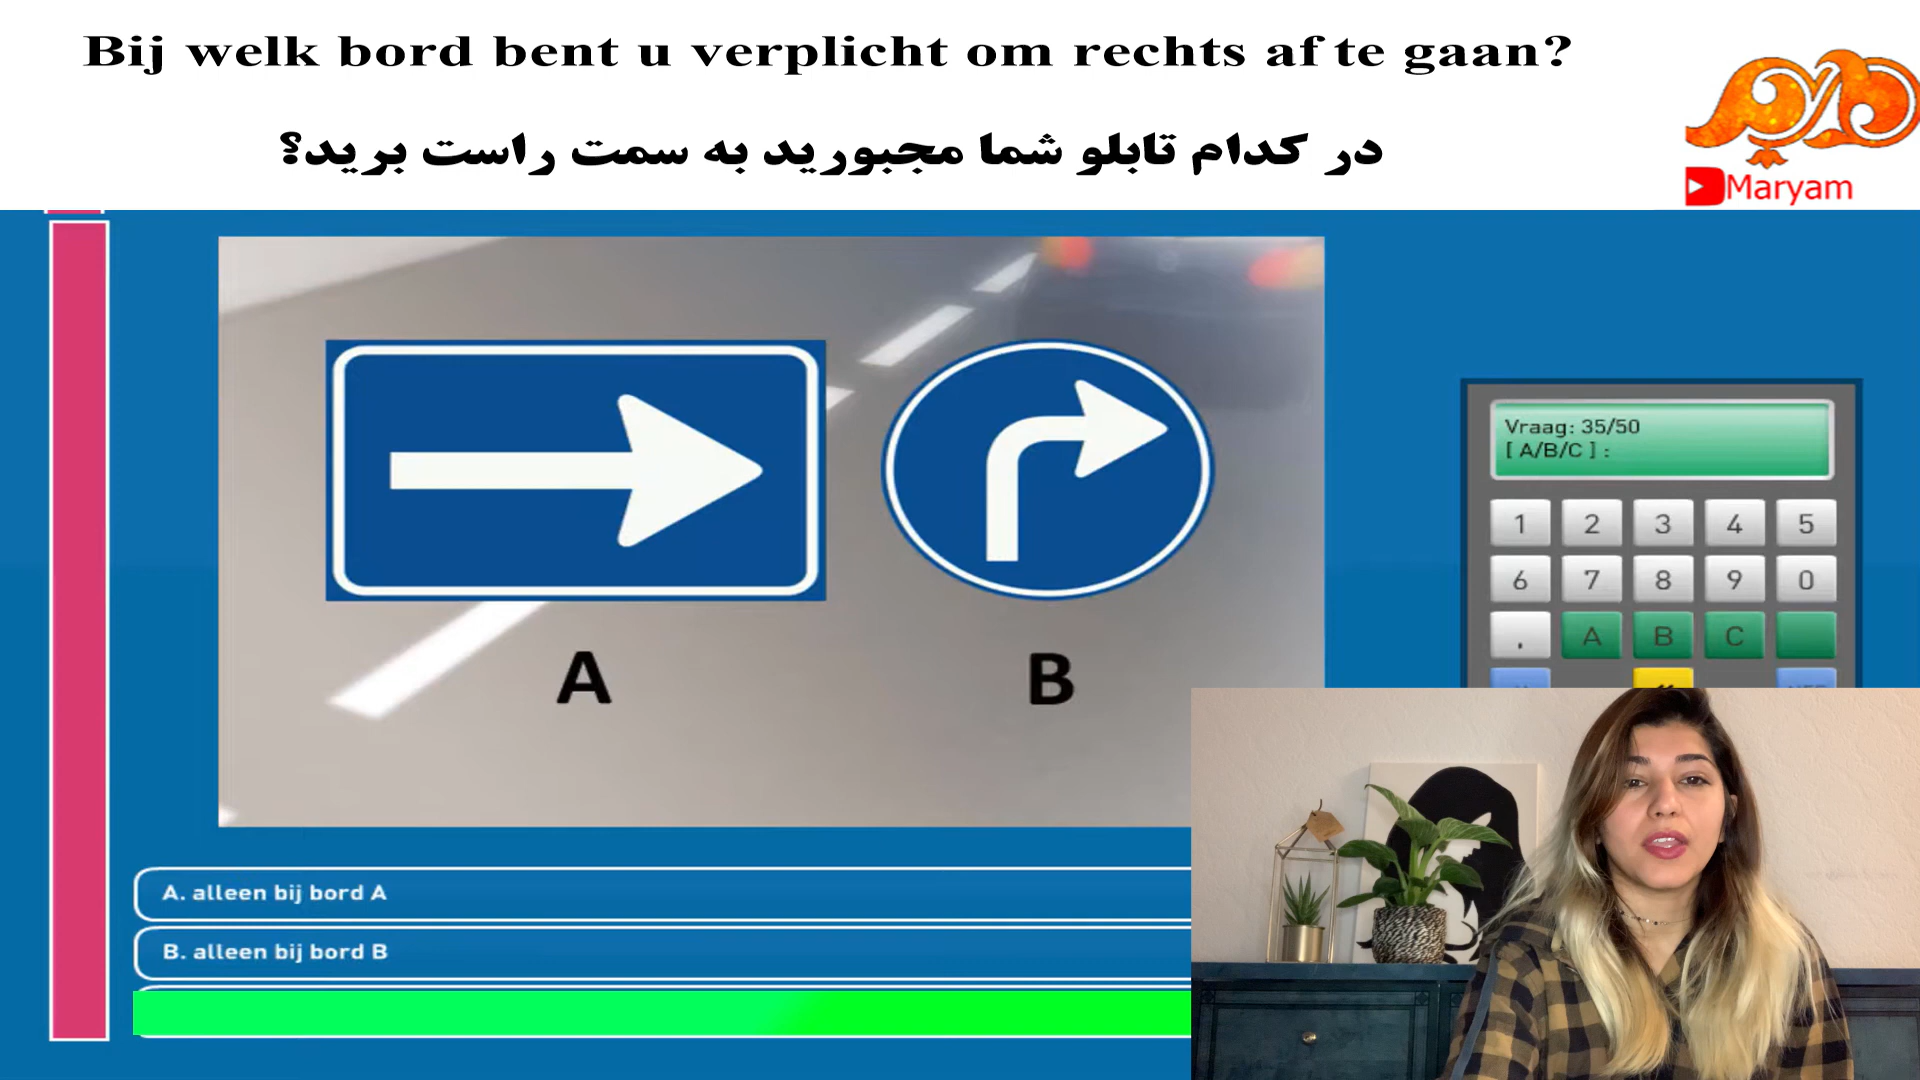 Bij welk bord bent u verplicht om rechts af te gaan?
در کدام تابلو شما مجبورید به سمت راست برید؟
مریم
Maryam
Vraag: 35/50
[ A/B/C ] :
1 2 3 4 5
6 7 8 9 0
, A B C
A B
A. alleen bij bord A
B. alleen bij bord B